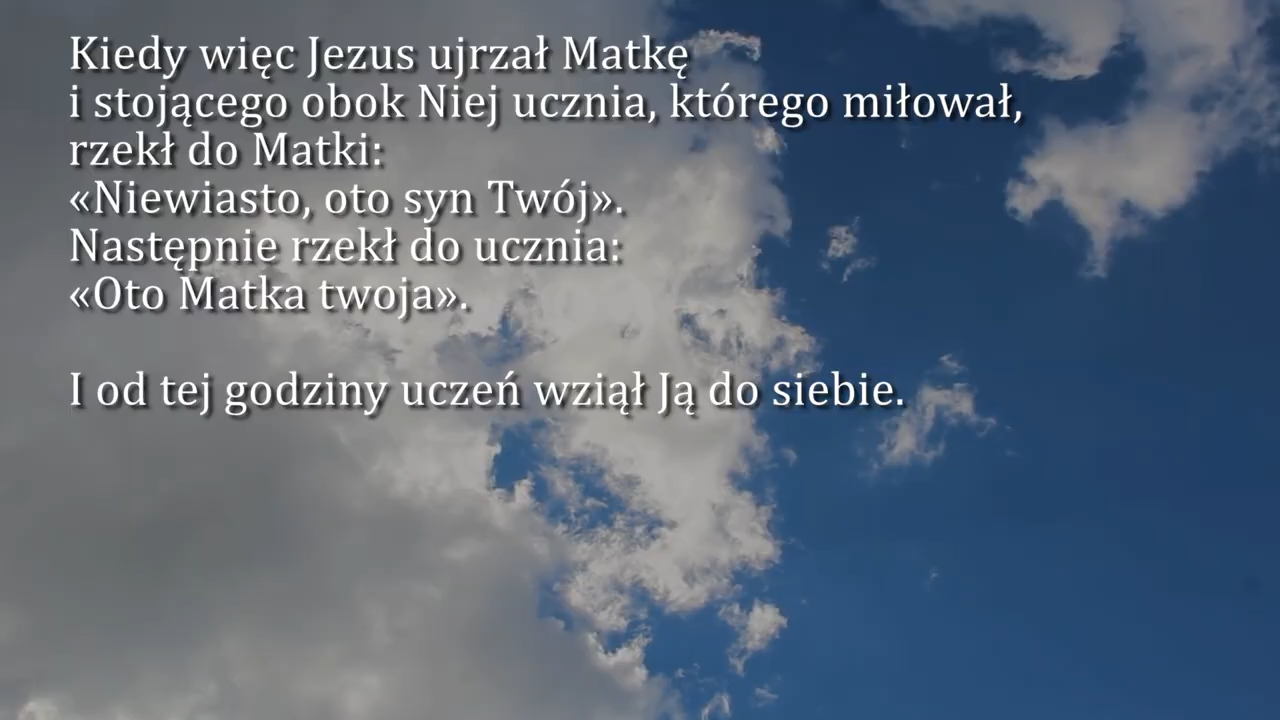 Kiedy więc Jezus ujrzał Matkę
i stojącego obok Niej ucznia, którego miłował,
rzekł do Matki:
«Niewiasto, oto syn Twój».
Następnie rzekł do ucznia:
«Oto Matka twoja».
I od tej godziny uczeń wziął Ją do siebie.